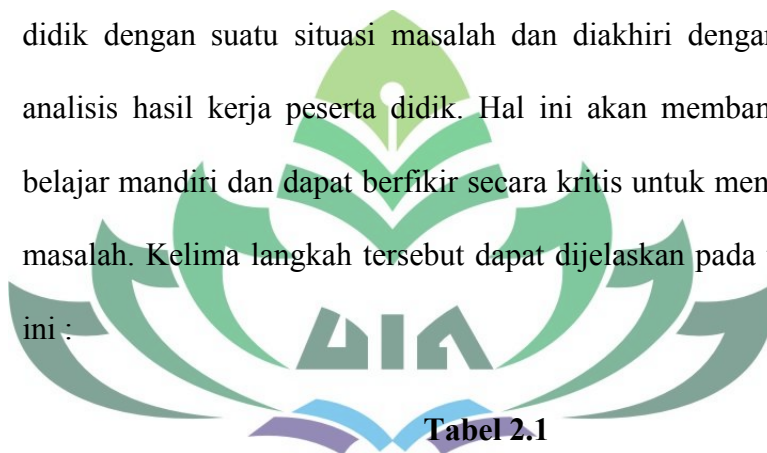 didik dengan suatu situasi masalah dan diakhiri dengan
analisis hasil kerja peserta didik. Hal ini akan memban
belajar mandiri dan dapat berfikir secara kritis untuk men
masalah. Kelima langkah tersebut dapat dijelaskan pada
ini :
UIN
Tabel 2.1